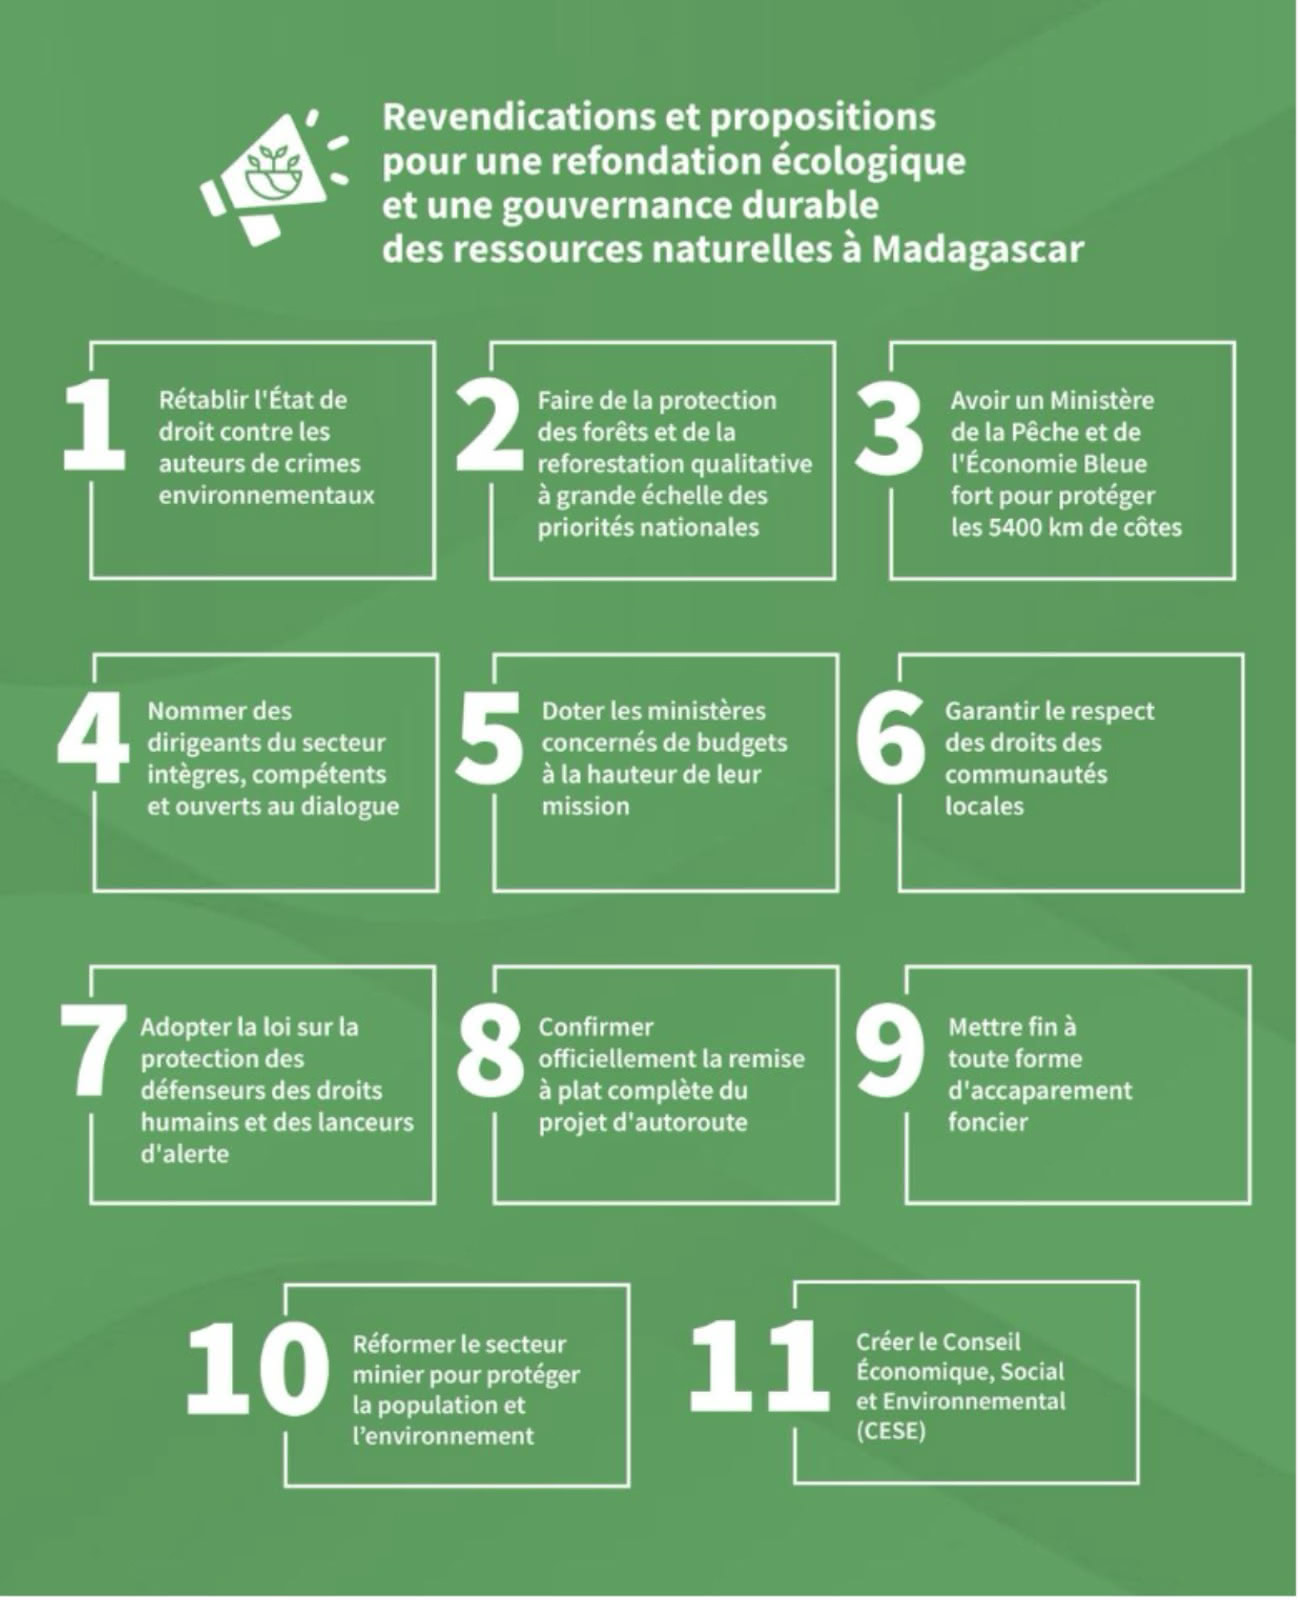 Revendications et propositions
pour une refondation écologique
et une gouvernance durable
des ressources naturelles à Madagascar
1
Rétablir l'État de
droit contre les
auteurs de crimes
environnementaux
2
Faire de la protection
des forêts et de la
reforestation qualitative
à grande échelle des
priorités nationales
3
Avoir un Ministère
de la Pêche et de
l'Économie Bleue
fort pour protéger
les 5400 km de côtes
4
Nommer des
dirigeants du secteur
intègres, compétents
et ouverts au dialogue
5
Doter les ministères
concernés de budgets
à la hauteur de leur
mission
6
Garantir le respect
des droits des
communautés
locales
7
Adopter la loi sur la
protection des
défenseurs des droits
humains et des lanceurs
d'alerte
8
Confirmer
officiellement la remise
à plat complète du
projet d'autoroute
9
Mettre fin à
toute forme
d'accaparement
foncier
10
Réformer le secteur
minier pour protéger
la population et
l’environnement
11
Créer le Conseil
Économique, Social
et Environnemental
(CESE)